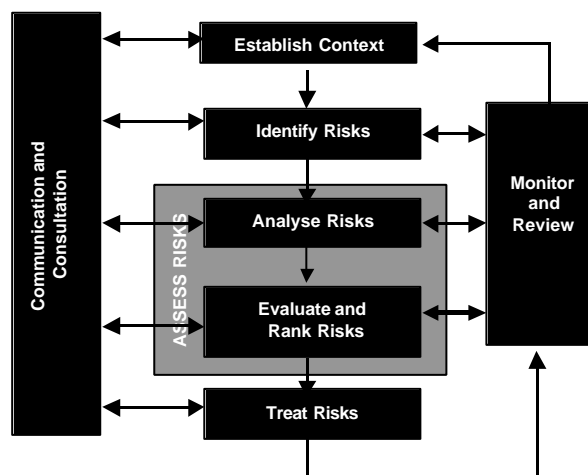 Establish Context
Identify Risks
Communication and
Consultation
ASSESS RISKS
Analyse Risks
Monitor
and
Review
Evaluate and
Rank Risks
Treat Risks